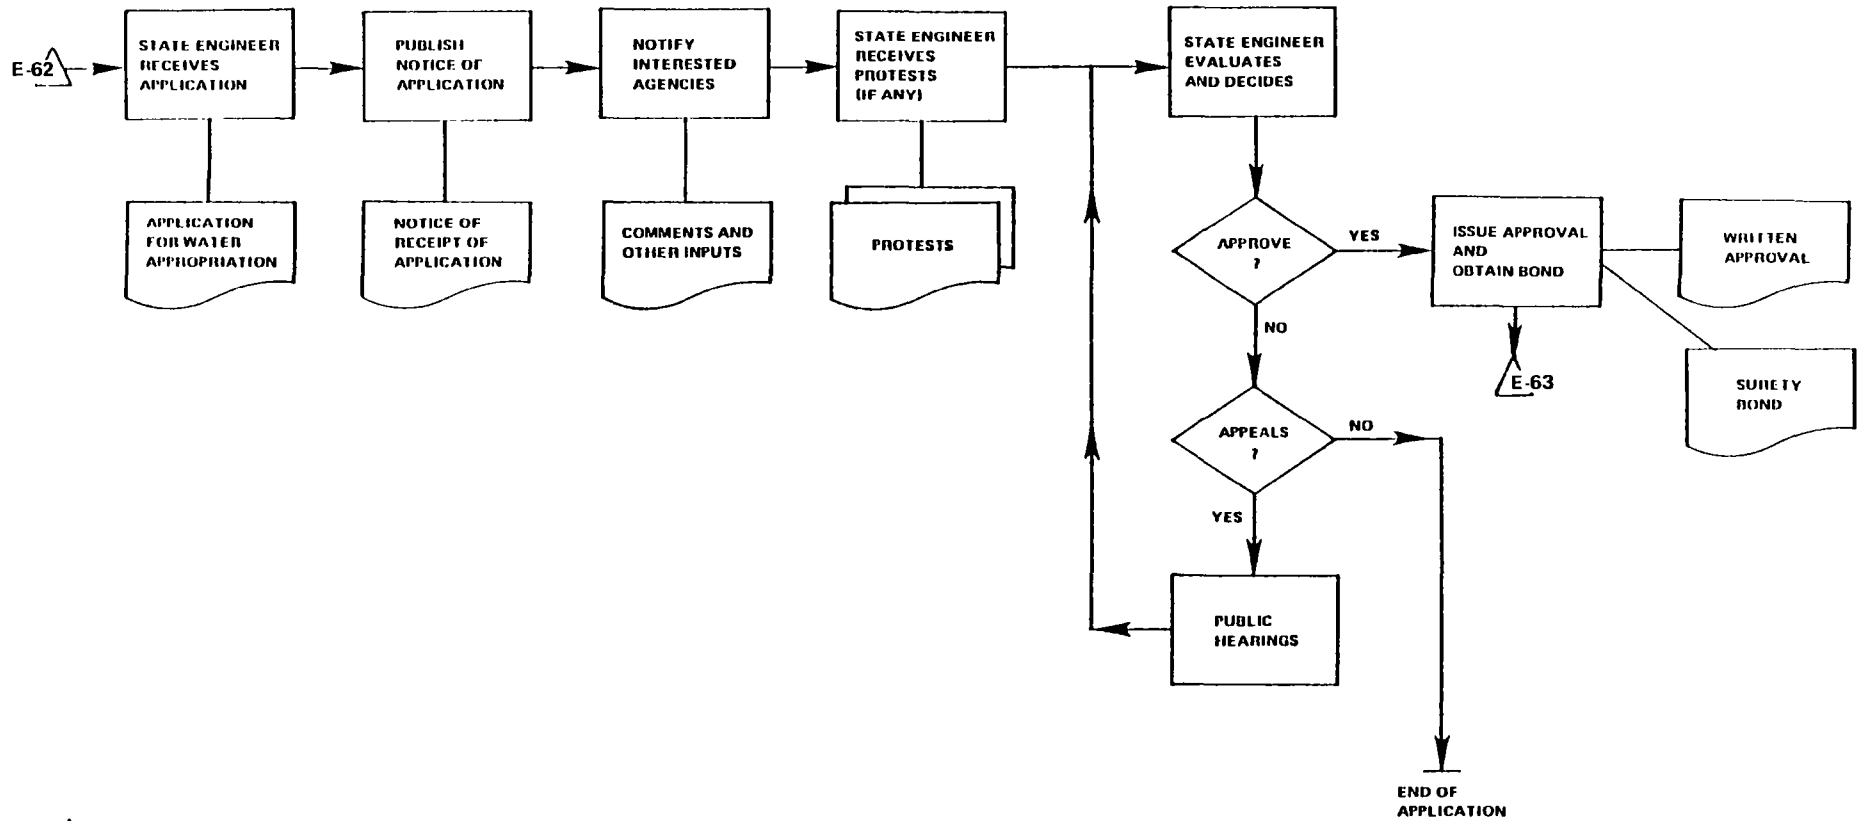 E-62
STATE ENGINEER
RECEIVES
APPLICATION
PUBLISH
NOTICE OF
APPLICATION
NOTIFY
INTERESTED
AGENCIES
STATE ENGINEER
RECEIVES
PROTESTS
(IF ANY)
STATE ENGINEER
EVALUATES
AND DECIDES
APPLICATION
FOR WATER
APPROPRIATION
NOTICE OF
RECEIPT OF
APPLICATION
COMMENTS AND
OTHER INPUTS
PROTESTS
APPROVE
?
YES
ISSUE APPROVAL
AND
OBTAIN BOND
WRITTEN
APPROVAL
NO
E-63
SURETY
BOND
APPEALS
?
NO
YES
PUBLIC
HEARINGS
END OF
APPLICATION